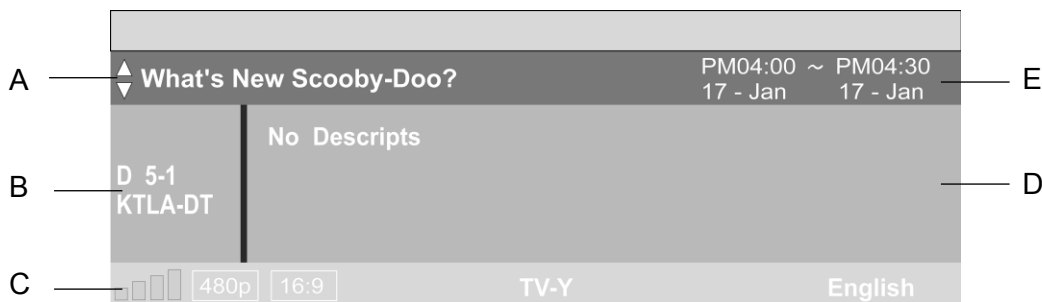 A What's New Scooby-Doo? PM04:00 ~ PM04:30 E
17 - Jan 17 - Jan
No Descripts
B D 5-1 D
KTLA-DT
C 480p 16:9 TV-Y English